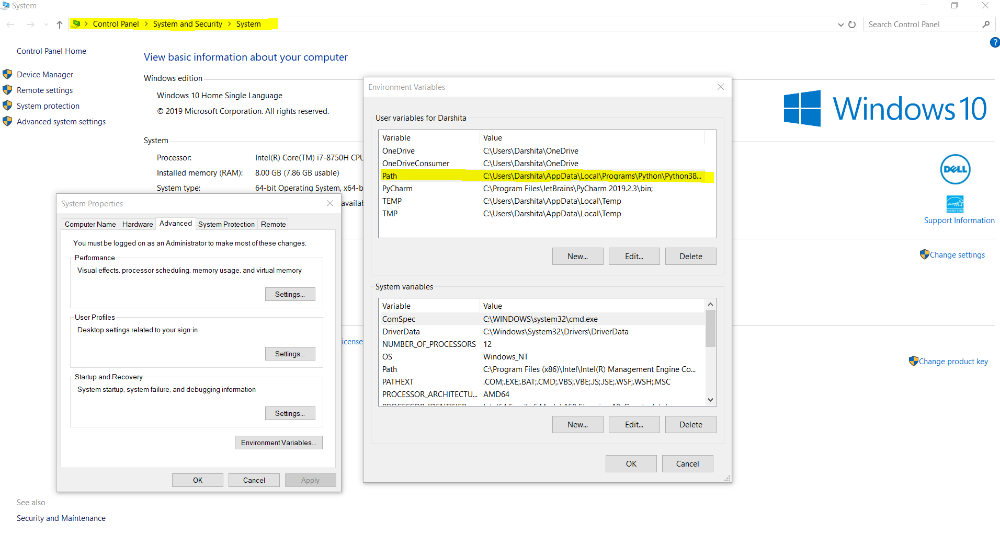 System
Control Panel > System and Security > System
Search Control Panel
?
Control Panel Home
Device Manager
Remote settings
System protection
Advanced system settings
View basic information about your computer
Windows edition
Windows 10 Home Single Language
© 2019 Microsoft Corporation. All rights reserved.
System
Processor: Intel(R) Core(TM) i7-8750H CPU
Installed memory (RAM): 8.00 GB (7.86 GB usable)
System type: 64-bit Operating System, x64-b
availab
Windows 10
DELL
ENERGY STAR
Support Information
Change settings
License
Change product key
System Properties
Computer Name
Hardware
Advanced
System Protection
Remote
You must be logged on as an Administrator to make most of these changes.
Performance
Visual effects, processor scheduling, memory usage, and virtual memory
Settings...
User Profiles
Desktop settings related to your sign-in
Settings...
Startup and Recovery
System startup, system failure, and debugging information
Settings...
Environment Variables...
OK
Cancel
Apply
Environment Variables
User variables for Darshita
Variable Value
OneDrive C:\Users\Darshita\OneDrive
OneDriveConsumer C:\Users\Darshita\OneDrive
Path C:\Users\Darshita\AppData\Local\Programs\Python\Python38...
PyCharm C:\Program Files\JetBrains\PyCharm 2019.2.3\bin;
TEMP C:\Users\Darshita\AppData\Local\Temp
TMP C:\Users\Darshita\AppData\Local\Temp
New...
Edit...
Delete
System variables
Variable Value
ComSpec C:\WINDOWS\system32\cmd.exe
DriverData C:\Windows\System32\Drivers\DriverData
NUMBER_OF_PROCESSORS 12
OS Windows_NT
Path C:\Program Files (x86)\Intel\Intel(R) Management Engine Co...
PATHEXT .COM;.EXE;.BAT;.CMD;.VBS;.VBE;.JS;.JSE;.WSF;.WSH;.MSC
PROCESSOR_ARCHITECTU... AMD64
New...
Edit...
Delete
OK
Cancel
See also
Security and Maintenance